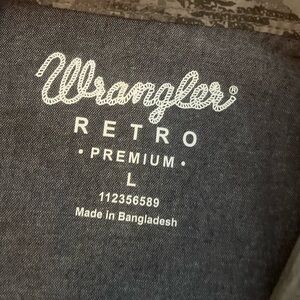 Wrangler®
RETRO
• PREMIUM •
L
112356589
Made in Bangladesh